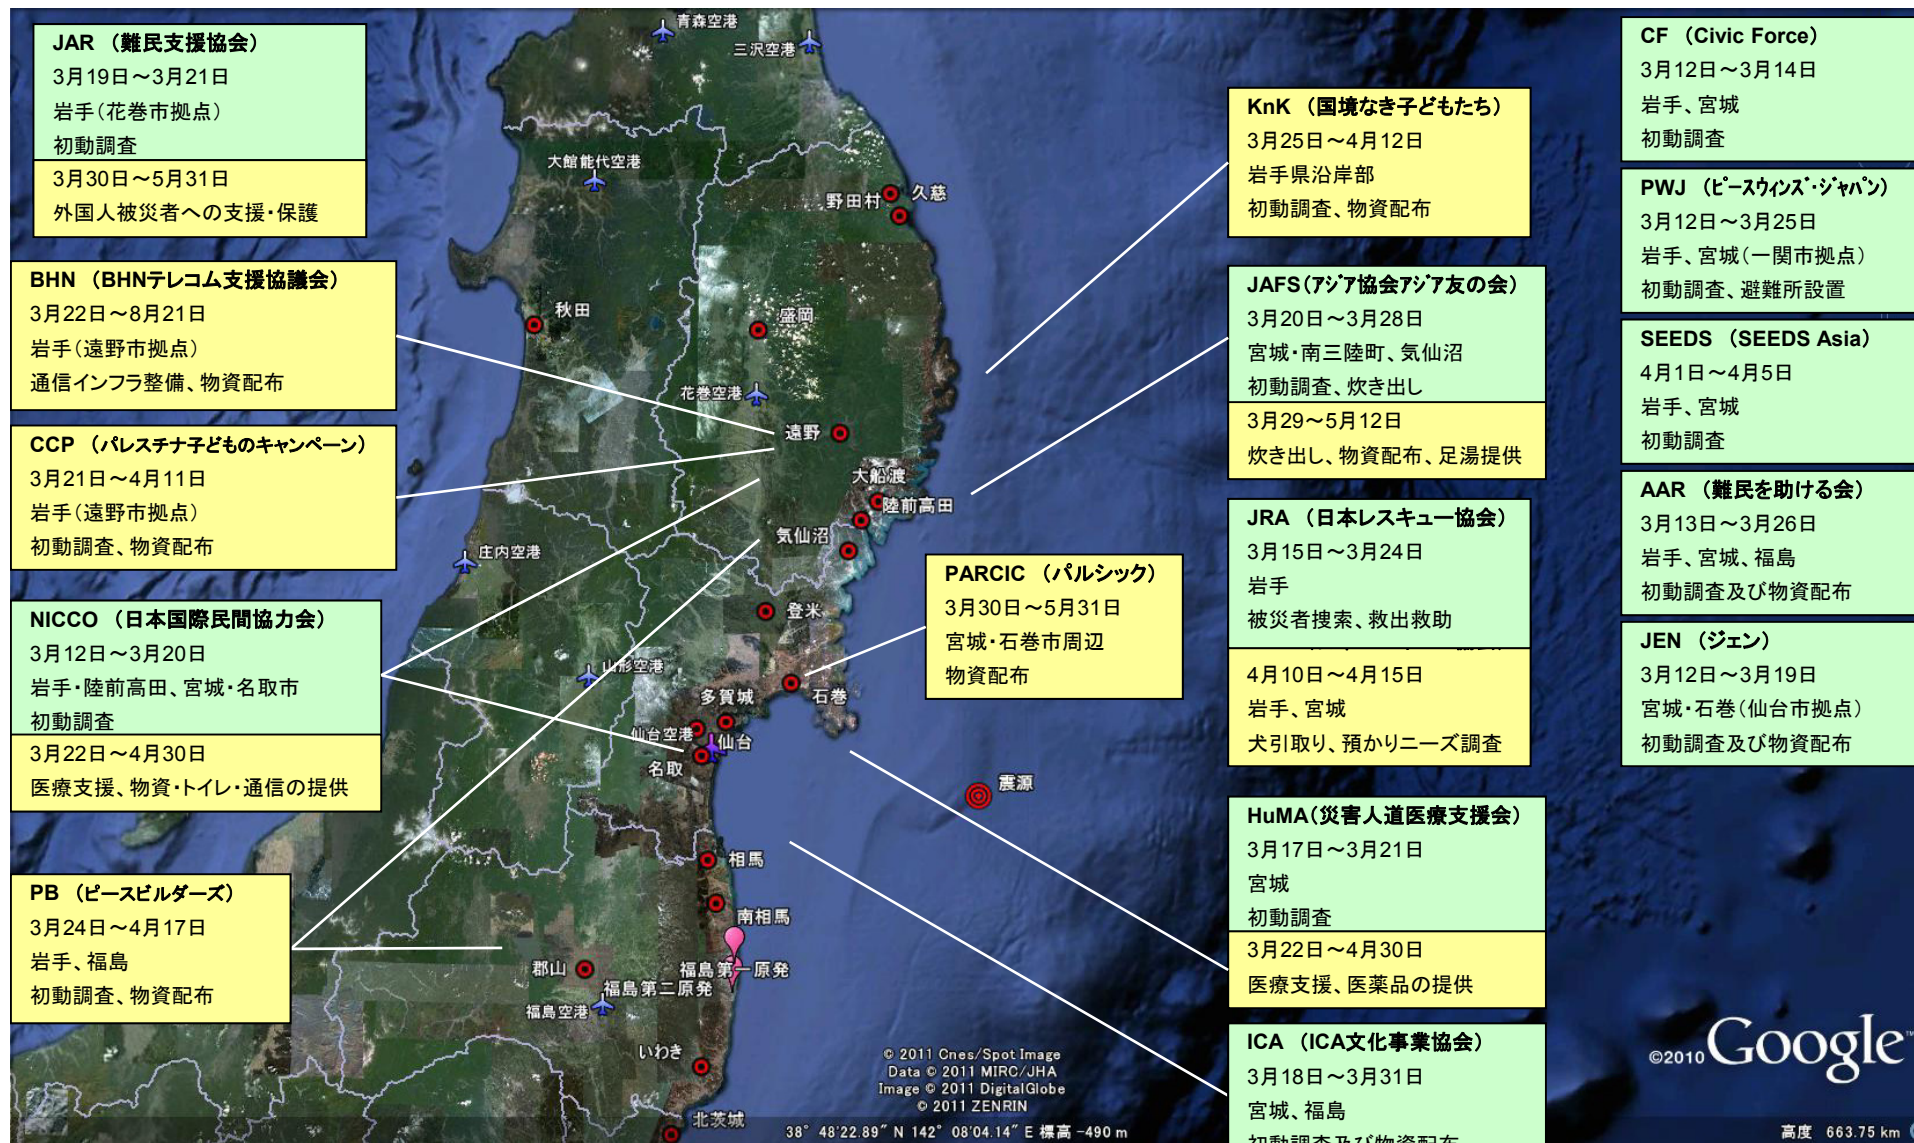 JAR （難民支援協会）
3月19日～3月21日
岩手（花巻市拠点）
初動調査
3月30日～5月31日
外国人被災者への支援・保護
BHN （BHNテレコム支援協議会）
3月22日～8月21日
岩手（遠野市拠点）
通信インフラ整備、物資配布
CCP （パレスチナ子どものキャンペーン）
3月21日～4月11日
岩手（遠野市拠点）
初動調査、物資配布
NICCO （日本国際民間協力会）
3月12日～3月20日
岩手・陸前高田、宮城・名取市
初動調査
3月22日～4月30日
医療支援、物資・トイレ・通信の提供
PB （ピースビルダーズ）
3月24日～4月17日
岩手、福島
初動調査、物資配布
青森空港
三沢空港
大館能代空港
野田村
久慈
秋田
盛岡
花巻空港
遠野
大船渡
陸前高田
気仙沼
庄内空港
登米
山形空港
多賀城
石巻
仙台空港
仙台
名取
震源
相馬
南相馬
郡山
福島第一原発
福島第二原発
福島空港
いわき
北茨城
PARCIC （パルシック）
3月30日～5月31日
宮城・石巻市周辺
物資配布
KnK （国境なき子どもたち）
3月25日～4月12日
岩手県沿岸部
初動調査、物資配布
JAFS（アジア協会アジア友の会）
3月20日～3月28日
宮城・南三陸町、気仙沼
初動調査、炊き出し
3月29～5月12日
炊き出し、物資配布、足湯提供
JRA （日本レスキュー協会）
3月15日～3月24日
岩手
被災者捜索、救出救助
4月10日～4月15日
岩手、宮城
犬引取り、預かりニーズ調査
HuMA（災害人道医療支援会）
3月17日～3月21日
宮城
初動調査
3月22日～4月30日
医療支援、医薬品の提供
ICA （ICA文化事業協会）
3月18日～3月31日
宮城、福島
初動調査及び物資配布
CF （Civic Force）
3月12日～3月14日
岩手、宮城
初動調査
PWJ （ピースウィンズ・ジャパン）
3月12日～3月25日
岩手、宮城（一関市拠点）
初動調査、避難所設置
SEEDS （SEEDS Asia）
4月1日～4月5日
岩手、宮城
初動調査
AAR （難民を助ける会）
3月13日～3月26日
岩手、宮城、福島
初動調査及び物資配布
JEN （ジェン）
3月12日～3月19日
宮城・石巻（仙台市拠点）
初動調査及び物資配布
© 2011 Cnes/Spot Image
Data © 2011 MIRC/JHA
Image © 2011 DigitalGlobe
© 2011 ZENRIN
©2010 Google™
38° 48'22.89" N 142° 08'04.14" E 標高 -490 m
高度 663.75 km